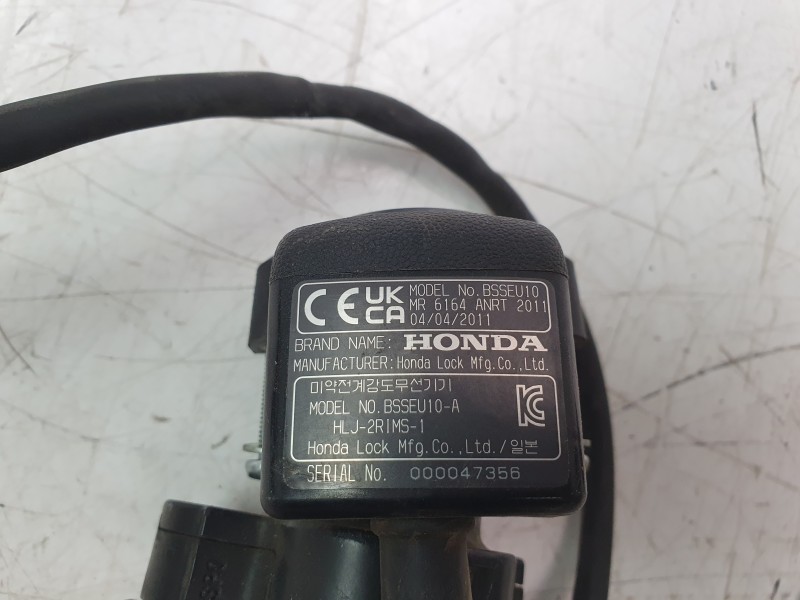 CE UK CA MODEL No. BSSEU10
MR 6164 ANRT 2011
04/04/2011
BRAND NAME: HONDA
MANUFACTURER: Honda Lock Mfg.Co.,Ltd.
미약전계강도무선기기
MODEL NO.BSSEU10-A
HLJ-2RIMS-1
Honda Lock Mfg.Co.,Ltd./일본
SERIAL No. 000047356